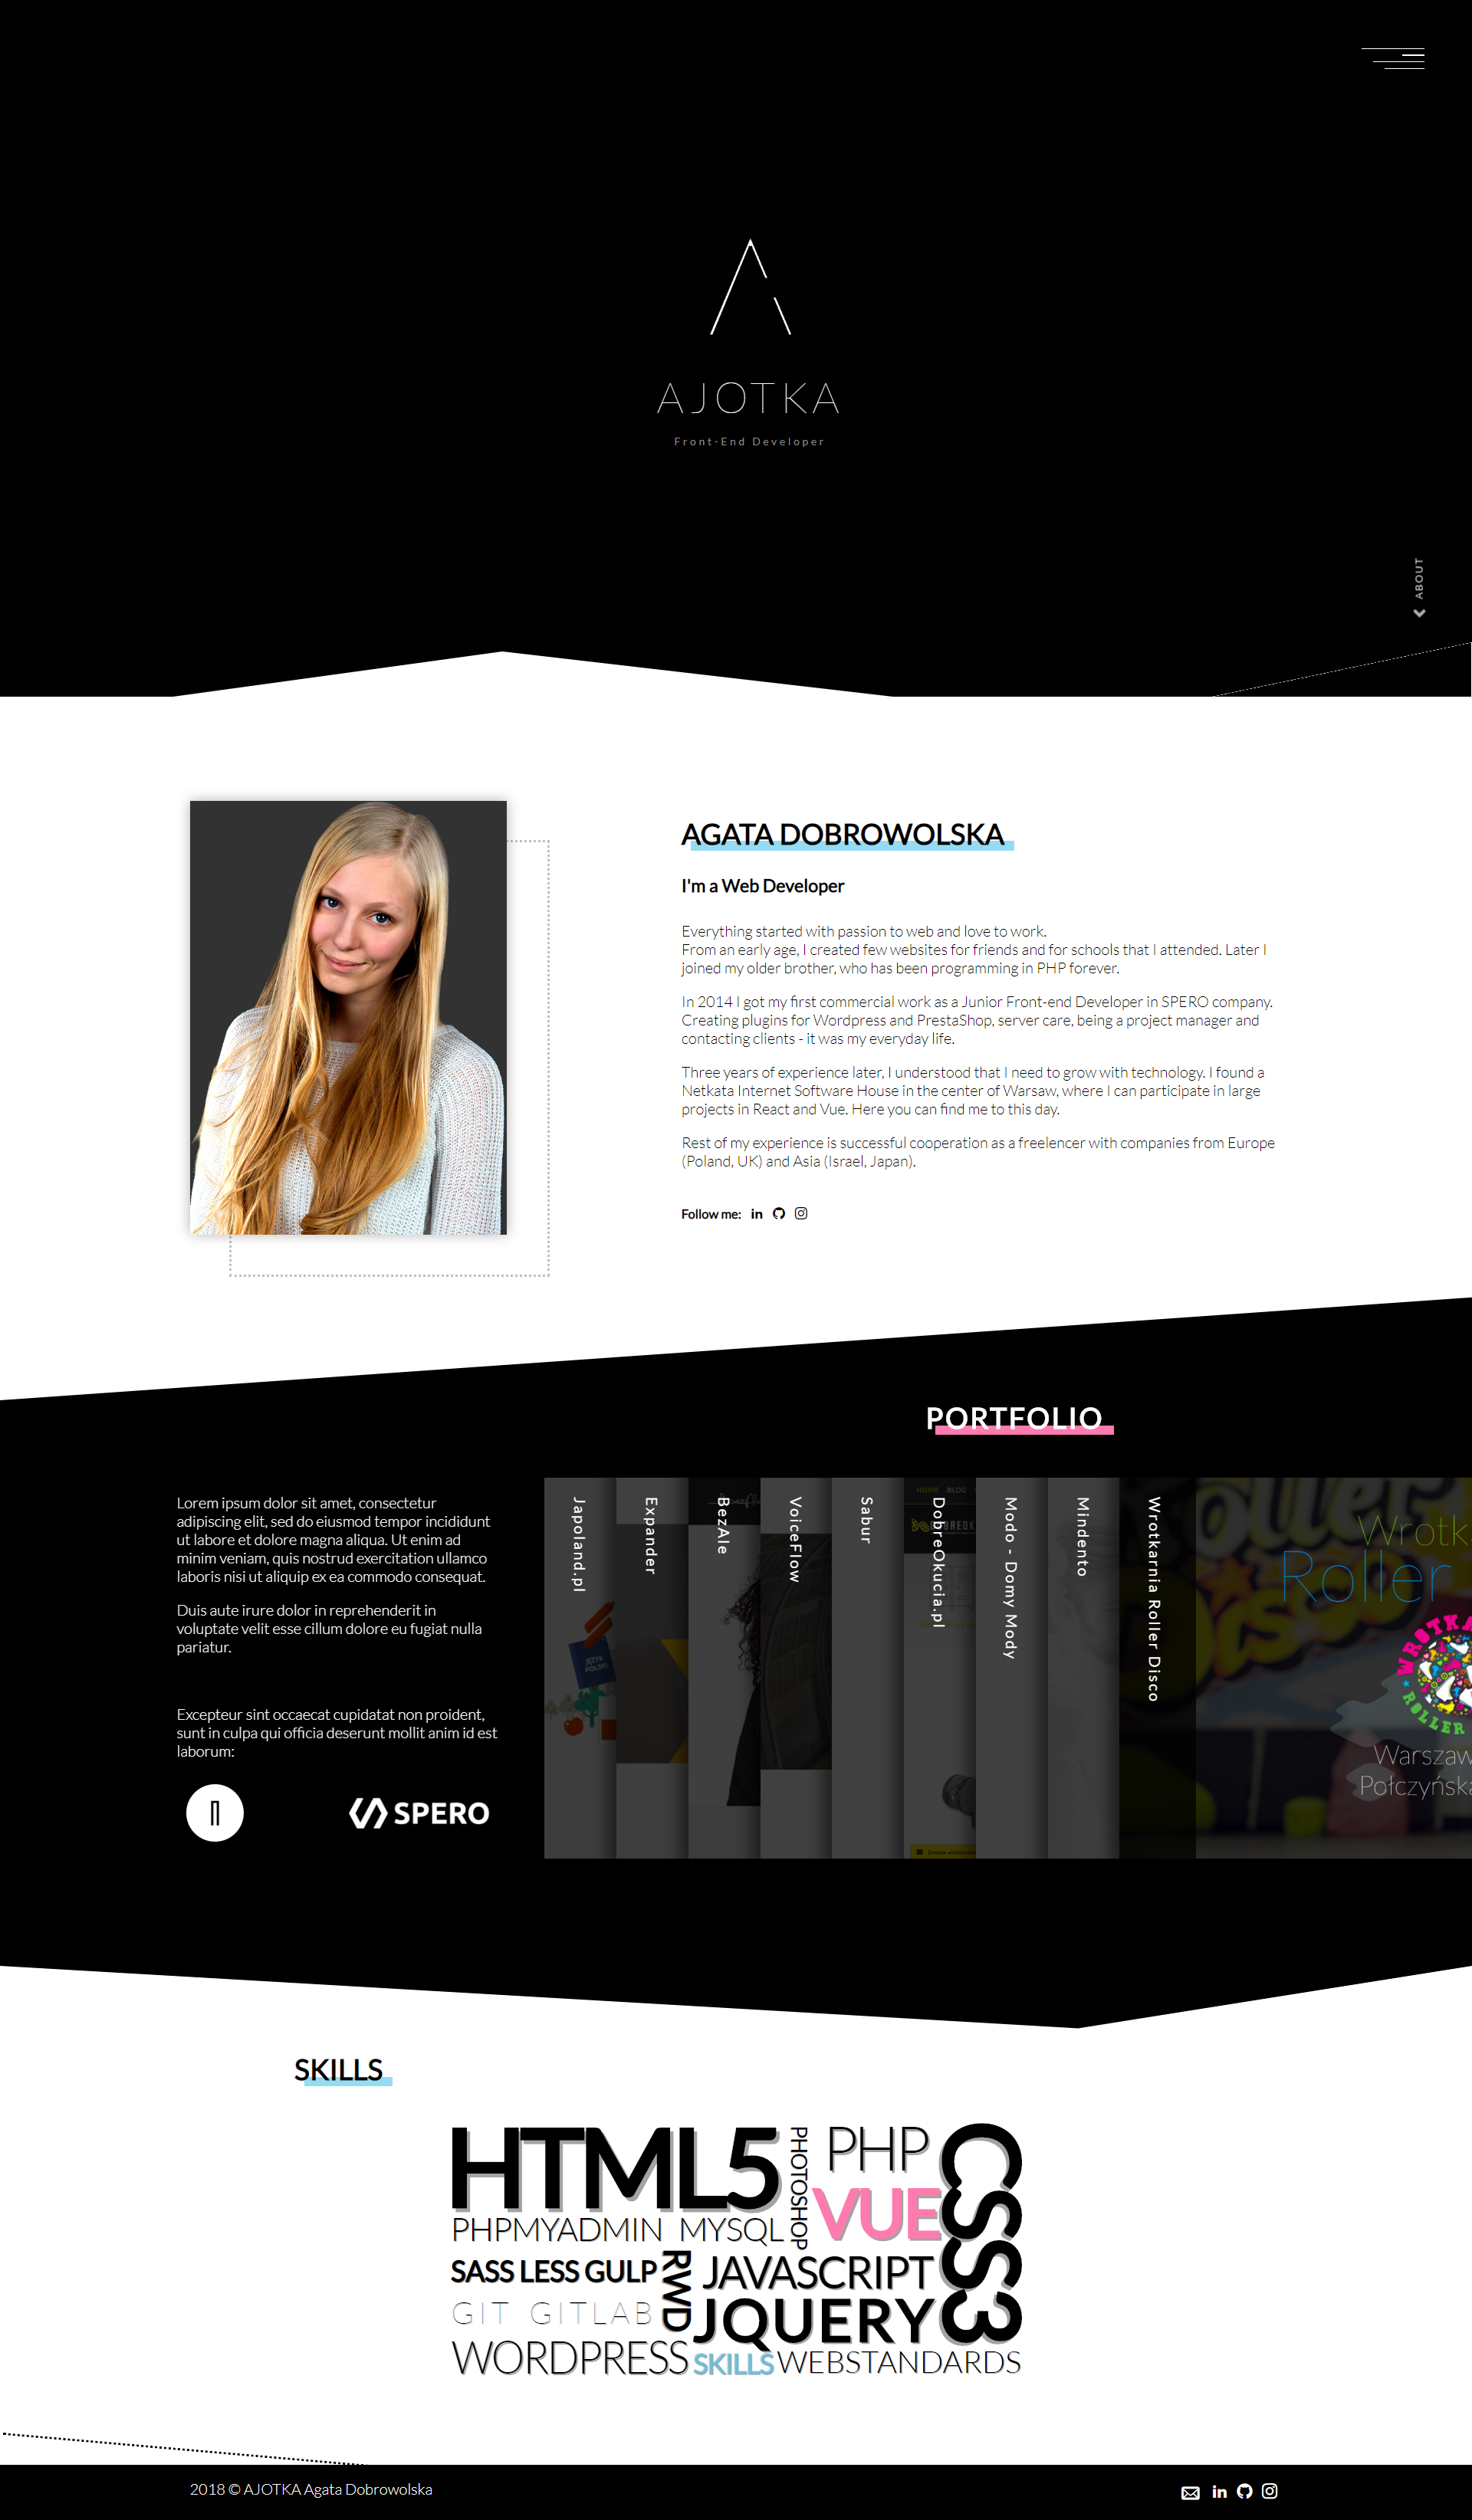 AJOTKA
Front-End Developer
ABOUT
AGATA DOBROWOLSKA
I'm a Web Developer
Everything started with passion to web and love to work.
From an early age, I created few websites for friends and for schools that I attended. Later I
joined my older brother, who has been programming in PHP forever.
In 2014 I got my first commercial work as a Junior Front-end Developer in SPERO company.
Creating plugins for Wordpress and PrestaShop, server care, being a project manager and
contacting clients - it was my everyday life.
Three years of experience later, I understood that I need to grow with technology. I found a
Netkata Internet Software House in the center of Warsaw, where I can participate in large
projects in React and Vue. Here you can find me to this day.
Rest of my experience is successful cooperation as a freelencer with companies from Europe
(Poland, UK) and Asia (Israel, Japan).
Follow me:
PORTFOLIO
Lorem ipsum dolor sit amet, consectetur
adipiscing elit, sed do eiusmod tempor incididunt
ut labore et dolore magna aliqua. Ut enim ad
minim veniam, quis nostrud exercitation ullamco
laboris nisi ut aliquip ex ea commodo consequat.
Duis aute irure dolor in reprehenderit in
voluptate velit esse cillum dolore eu fugiat nulla
pariatur.
Excepteur sint occaecat cupidatat non proident,
sunt in culpa qui officia deserunt mollit anim id est
laborum:
SPERO
Japoland.pl
JĘZYK
POLSKI
Expander
BezAle
VoiceFlow
Sabur
DobreOkucia.pl
HOME BLOG
Modo - Domy Mody
Mindento
Wrotkarnia Roller Disco
Wrotk
Roller
WROTKA
ROLLER
Warszaw
Połczyńska
SKILLS
HTML5
PHOTOSHOP
PHP
CSS3
VUE
PHPMYADMIN MYSQL
SASS LESS GULP
RWD
JAVASCRIPT
GIT GITLAB
JQUERY
WORDPRESS
SKILLS
WEBSTANDARDS
2018 © AJOTKA Agata Dobrowolska